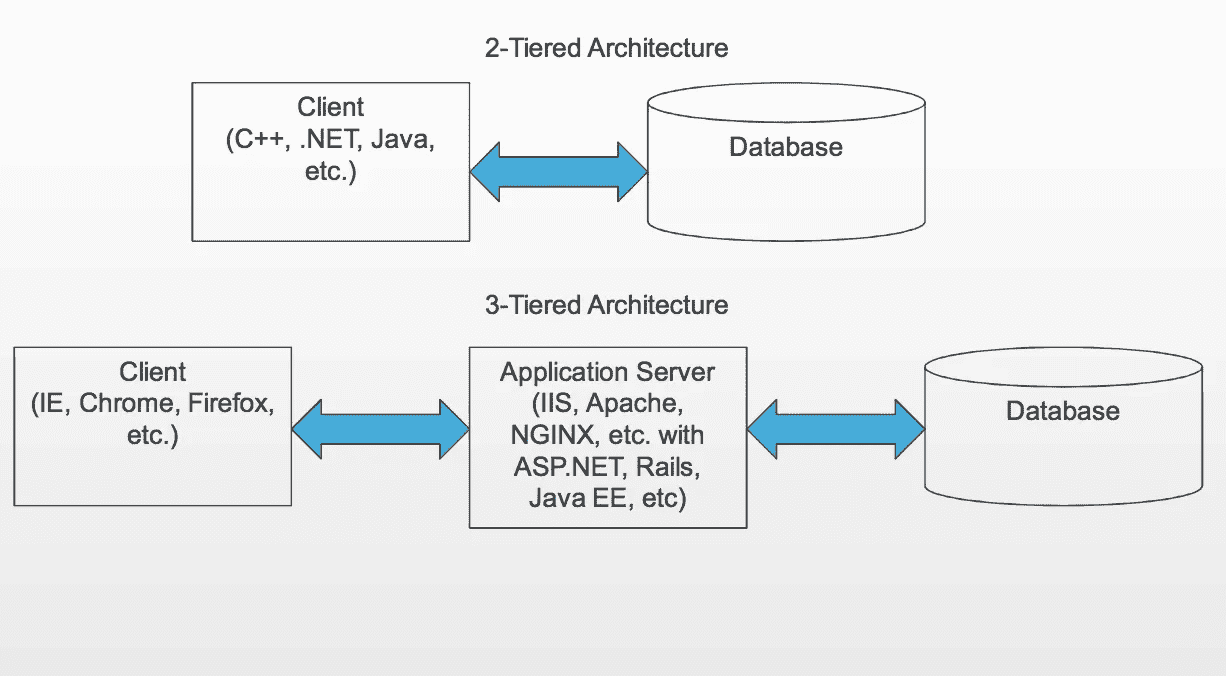 2-Tiered Architecture
Client
(C++, .NET, Java,
etc.)
Database
3-Tiered Architecture
Client
(IE, Chrome, Firefox,
etc.)
Application Server
(IIS, Apache,
NGINX, etc. with
ASP.NET, Rails,
Java EE, etc)
Database